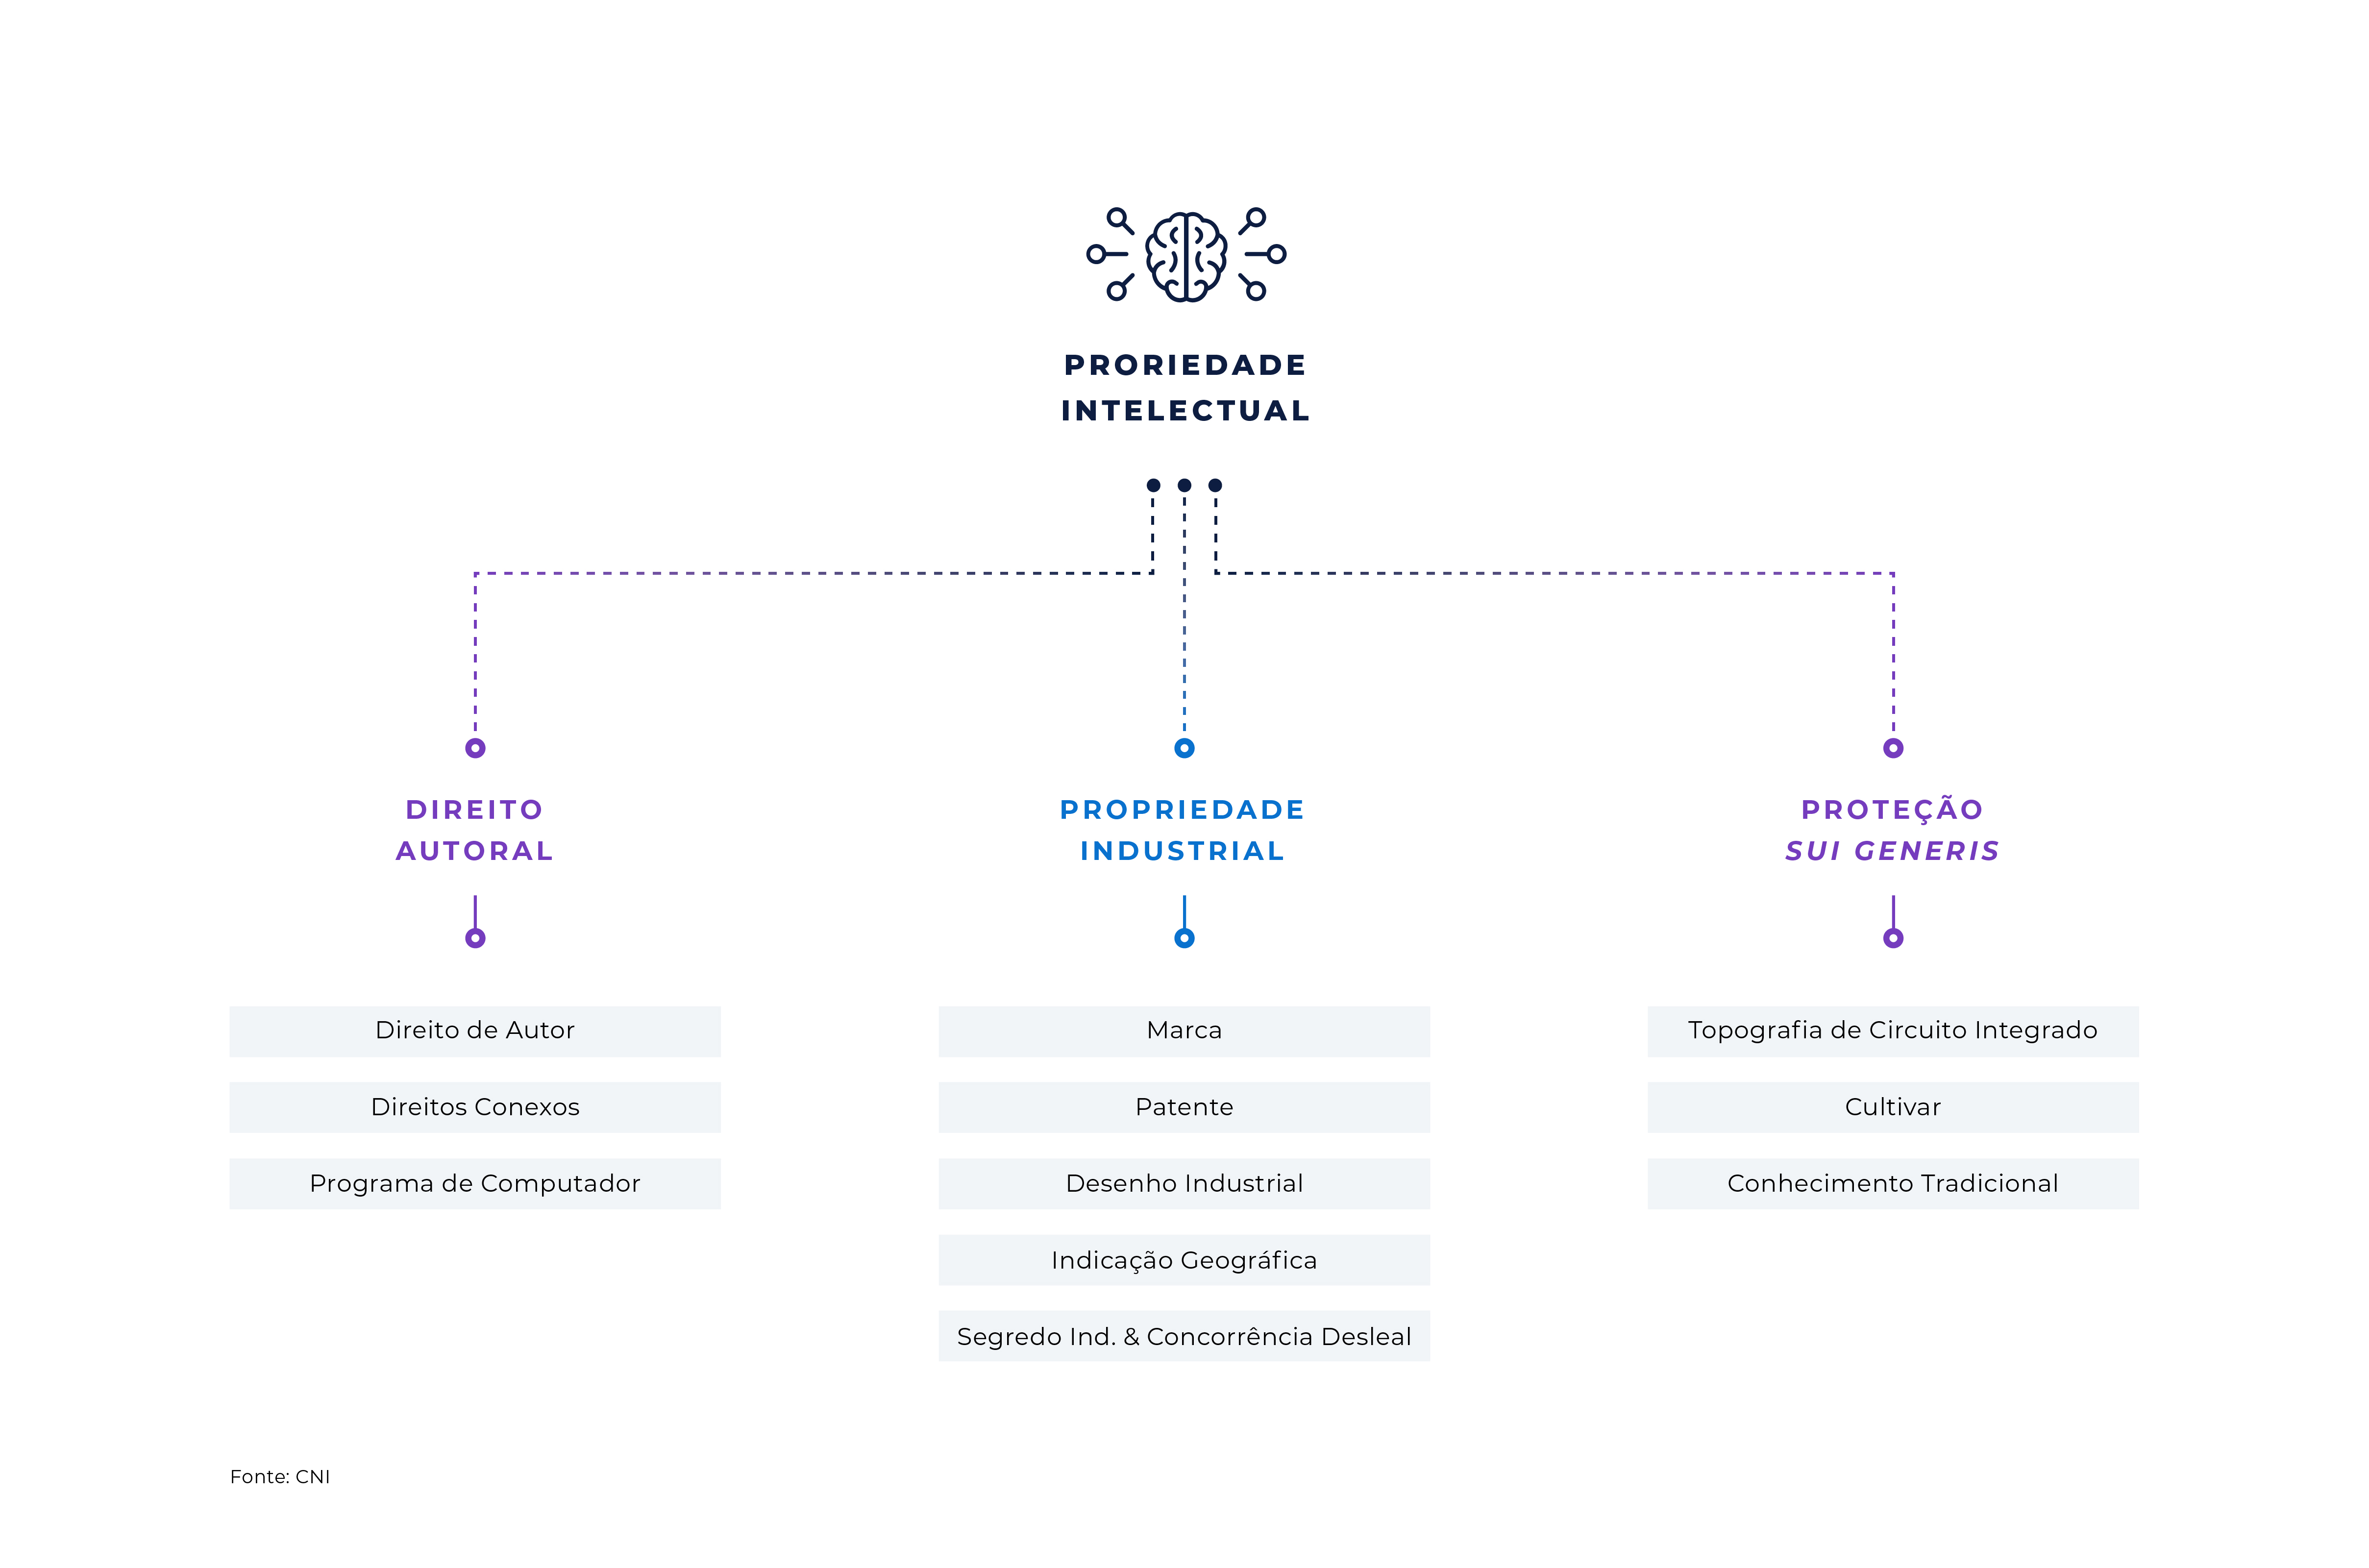 PRORIEDADE
INTELECTUAL
DIREITO
AUTORAL
Direito de Autor
Direitos Conexos
Programa de Computador
PROPRIEDADE
INDUSTRIAL
Marca
Patente
Desenho Industrial
Indicação Geográfica
Segredo Ind. & Concorrência Desleal
PROTEÇÃO
SUI GENERIS
Topografia de Circuito Integrado
Cultivar
Conhecimento Tradicional
Fonte: CNI